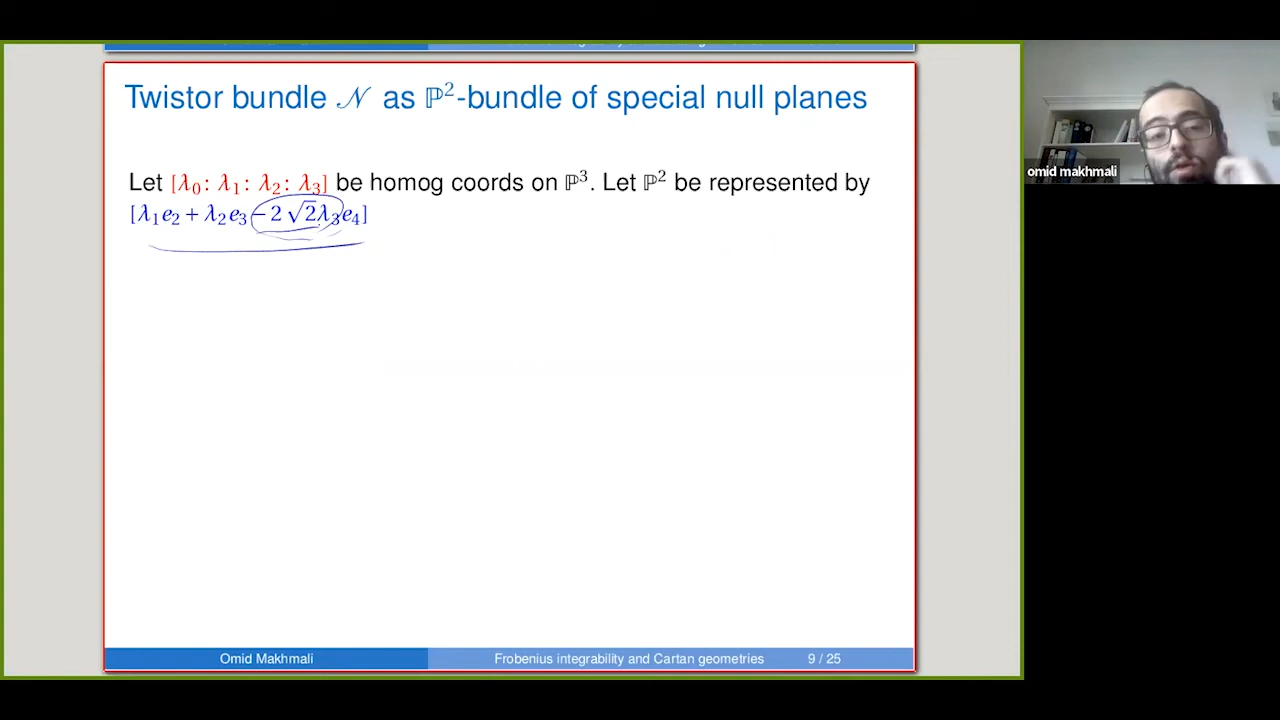 Twistor bundle 𝒩 as ℙ²-bundle of special null planes
Let [λ₀ : λ₁ : λ₂ : λ₃] be homog coords on ℙ³. Let ℙ² be represented by
[λ₁e₂ + λ₂e₃ − 2√2λ₃e₄]
omid makhmali
Omid Makhmali
Frobenius integrability and Cartan geometries
9 / 25